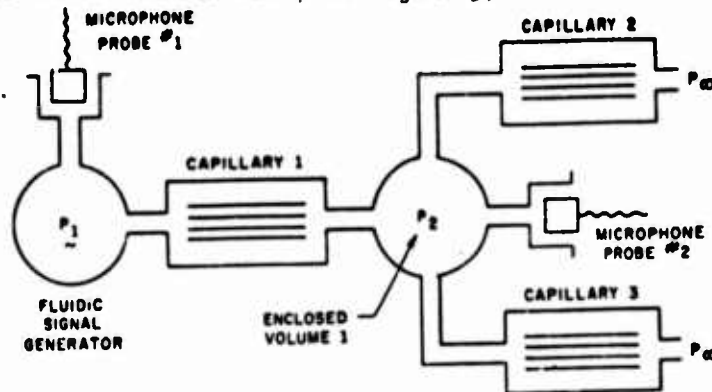 MICROPHONE
PROBE #1
CAPILLARY 2
P∞
CAPILLARY 1
P1
~
P2
MICROPHONE
PROBE #2
FLUIDIC
SIGNAL
GENERATOR
ENCLOSED
VOLUME 1
CAPILLARY 3
P∞